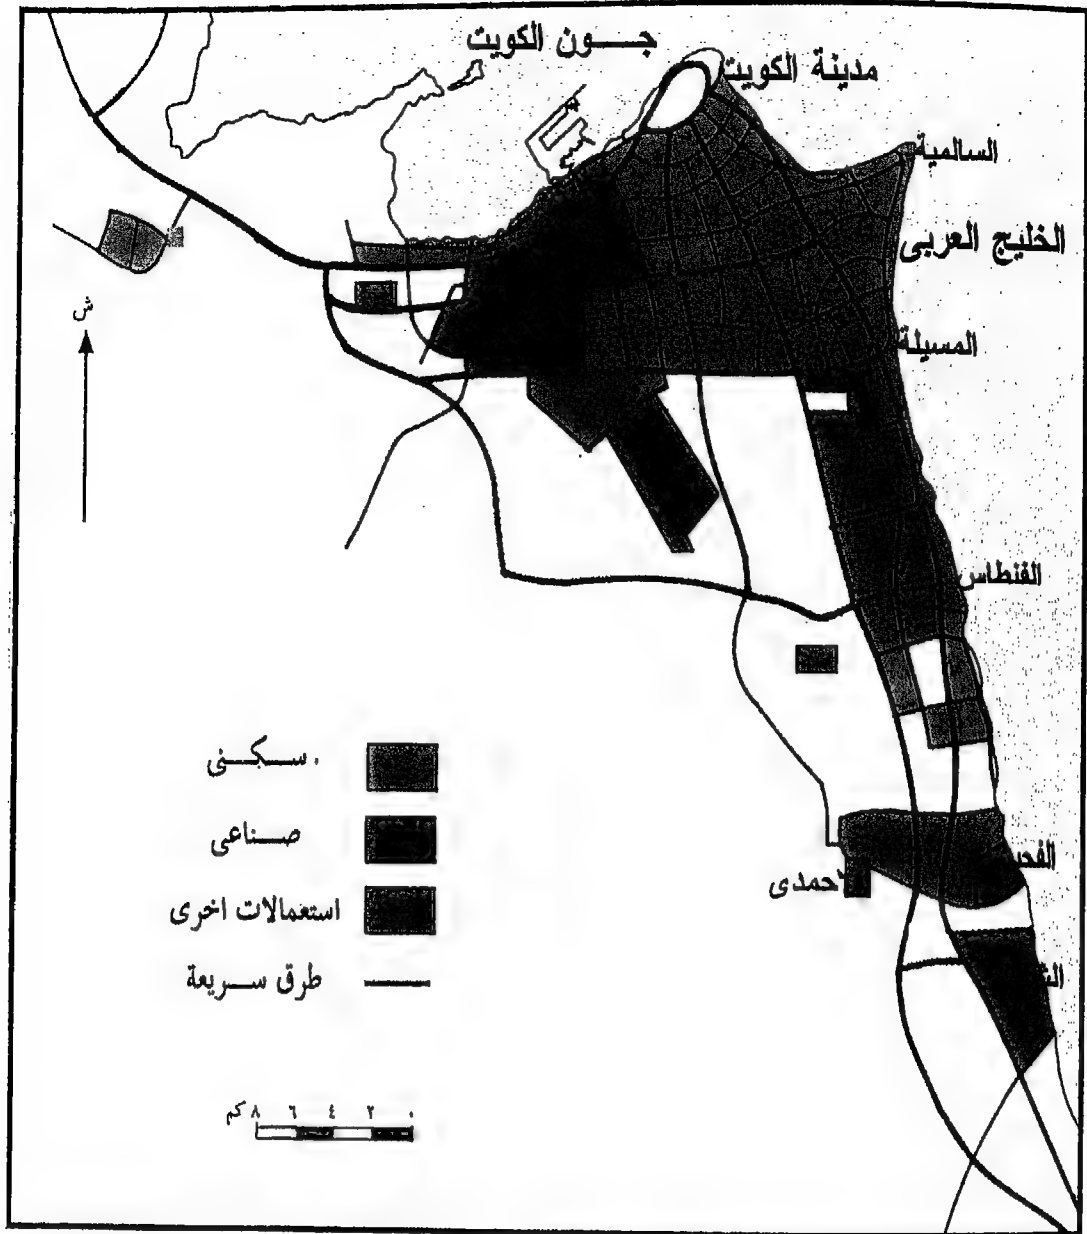 جـــون الكويت
مدينة الكويت
السالمية
الخليج العربى
ش
المسيلة
الفنطاس
سـكـنى
صـناعى
استعمالات اخرى
طرق سـريعة
حمدى
٨ ٦ ٤ ٢ ٠ كم